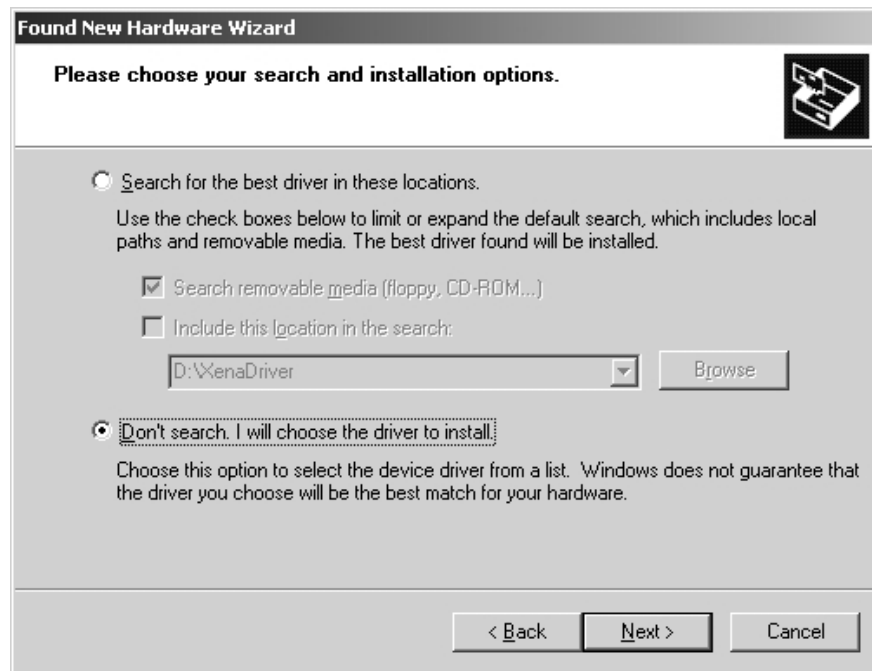 Found New Hardware Wizard
Please choose your search and installation options.
Search for the best driver in these locations.
Use the check boxes below to limit or expand the default search, which includes local
paths and removable media. The best driver found will be installed.
Search removable media (floppy, CD-ROM...)
Include this location in the search:
D:\XenaDriver
Browse
Don't search. I will choose the driver to install.
Choose this option to select the device driver from a list. Windows does not guarantee that
the driver you choose will be the best match for your hardware.
< Back
Next >
Cancel